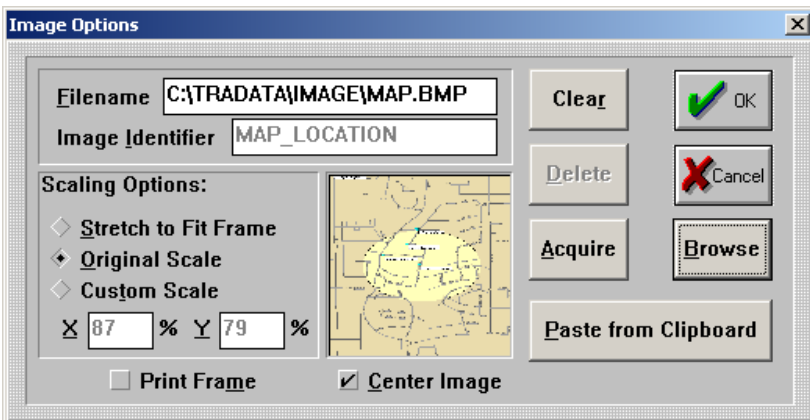 Image Options
Filename C:\TRADATA\IMAGE\MAP.BMP
Image Identifier MAP_LOCATION
Clear
OK
Delete
Cancel
Scaling Options:
Stretch to Fit Frame
Original Scale
Custom Scale
X 87 % Y 79 %
Acquire
Browse
Paste from Clipboard
Print Frame
Center Image